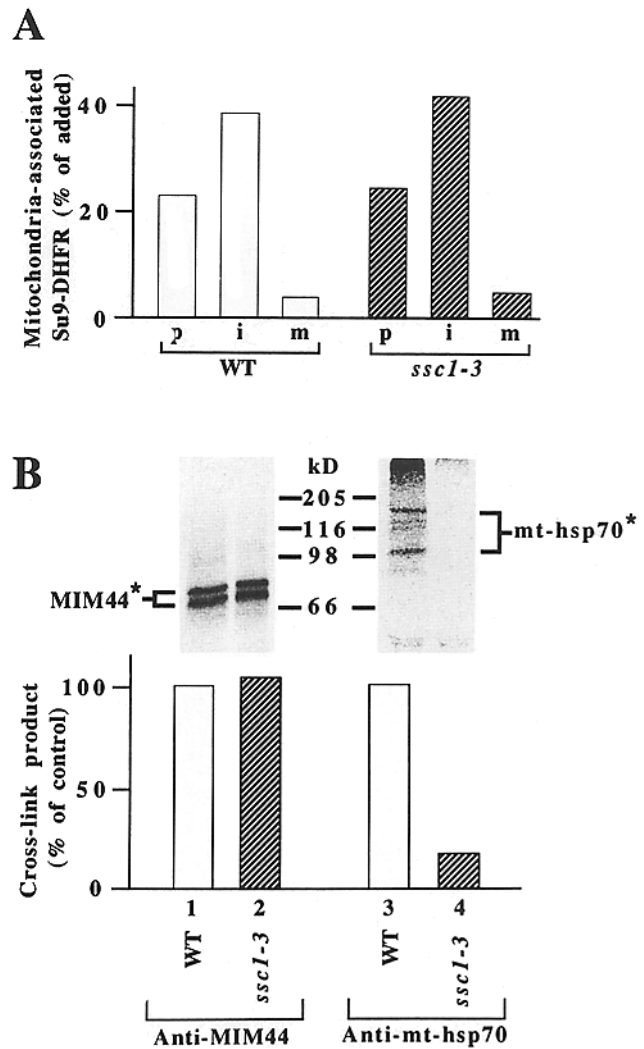 A
Mitochondria-associated
Su9-DHFR (% of added)
40
20
0
p i m p i m
WT ssc1-3
B
kD
205
116
98
66
MIM44*
mt-hsp70*
Cross-link product
(% of control)
100
50
0
1 2 3 4
WT ssc1-3 WT ssc1-3
Anti-MIM44 Anti-mt-hsp70